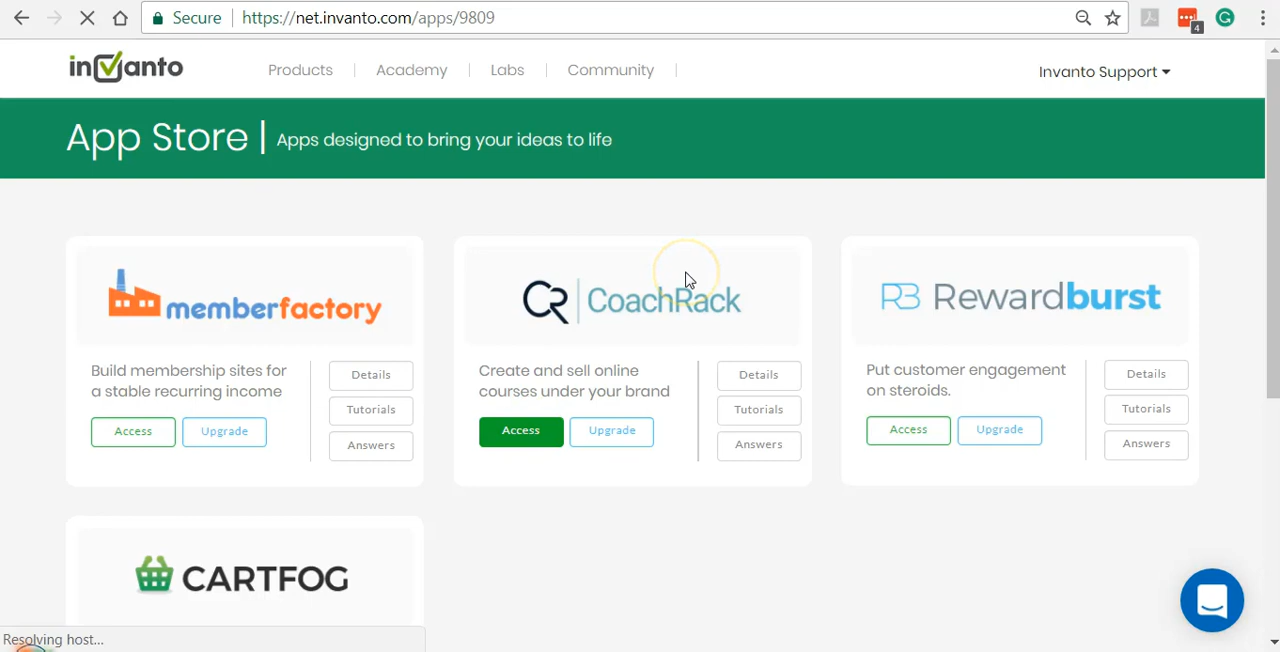 Secure
https://net.invanto.com/apps/9809
4
invanto
Products
Academy
Labs
Community
Invanto Support
App Store | Apps designed to bring your ideas to life
memberfactory
Build membership sites for
a stable recurring income
Access
Upgrade
Details
Tutorials
Answers
CR CoachRack
Create and sell online
courses under your brand
Access
Upgrade
Details
Tutorials
Answers
RB Rewardburst
Put customer engagement
on steroids.
Access
Upgrade
Details
Tutorials
Answers
CARTFOG
Resolving host...